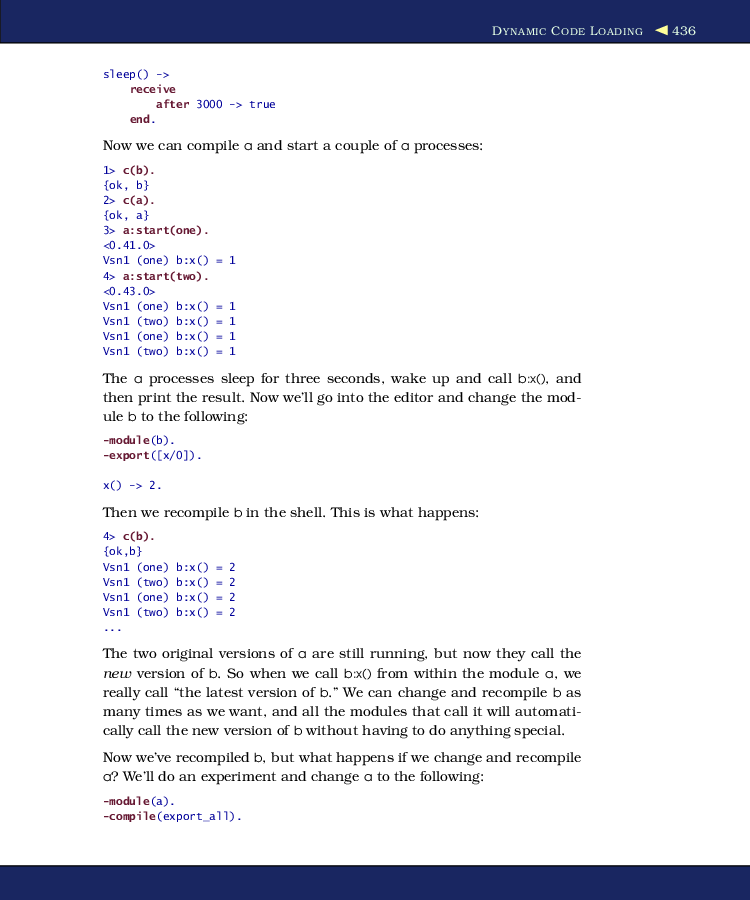 DYNAMIC CODE LOADING ◀ 436
sleep() ->
    receive
        after 3000 -> true
    end.
Now we can compile a and start a couple of a processes:
1> c(b).
{ok, b}
2> c(a).
{ok, a}
3> a:start(one).
<0.41.0>
Vsn1 (one) b:x() = 1
4> a:start(two).
<0.43.0>
Vsn1 (one) b:x() = 1
Vsn1 (two) b:x() = 1
Vsn1 (one) b:x() = 1
Vsn1 (two) b:x() = 1
The a processes sleep for three seconds, wake up and call b:x(), and
then print the result. Now we'll go into the editor and change the mod-
ule b to the following:
-module(b).
-export([x/0]).
x() -> 2.
Then we recompile b in the shell. This is what happens:
4> c(b).
{ok,b}
Vsn1 (one) b:x() = 2
Vsn1 (two) b:x() = 2
Vsn1 (one) b:x() = 2
Vsn1 (two) b:x() = 2
...
The two original versions of a are still running, but now they call the
new version of b. So when we call b:x() from within the module a, we
really call “the latest version of b.” We can change and recompile b as
many times as we want, and all the modules that call it will automati-
cally call the new version of b without having to do anything special.
Now we've recompiled b, but what happens if we change and recompile
a? We'll do an experiment and change a to the following:
-module(a).
-compile(export_all).